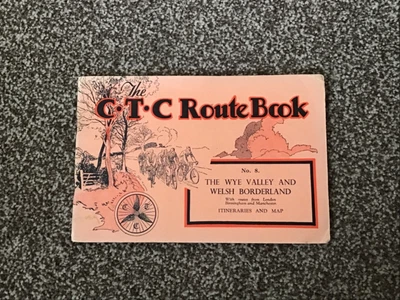 The
C·T·C Route Book
No. 8.
THE WYE VALLEY AND
WELSH BORDERLAND
With routes from London
Birmingham and Manchester
ITINERARIES AND MAP